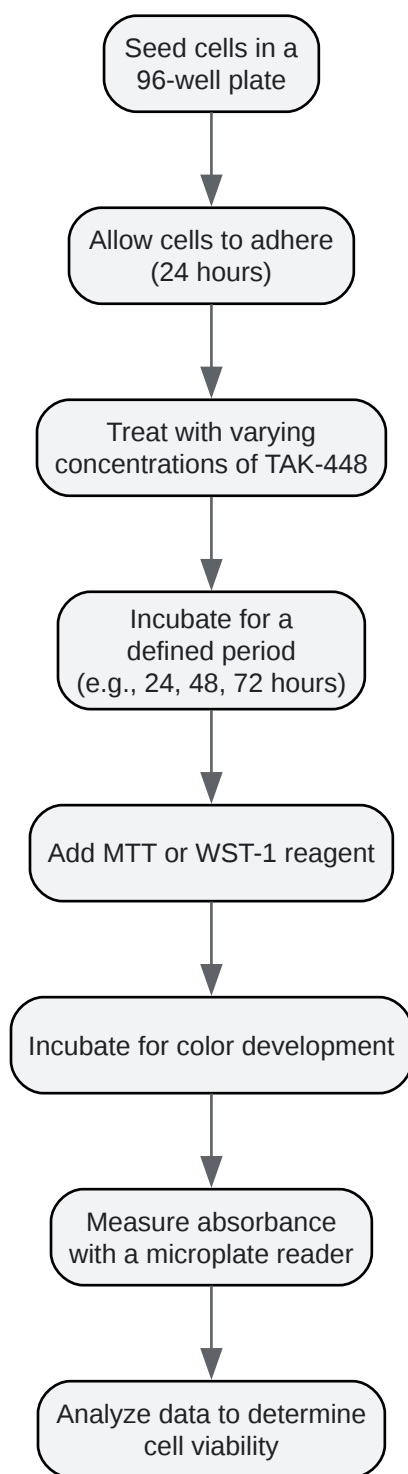 Seed cells in a
96-well plate
Allow cells to adhere
(24 hours)
Treat with varying
concentrations of TAK-448
Incubate for a
defined period
(e.g., 24, 48, 72 hours)
Add MTT or WST-1 reagent
Incubate for color development
Measure absorbance
with a microplate reader
Analyze data to determine
cell viability